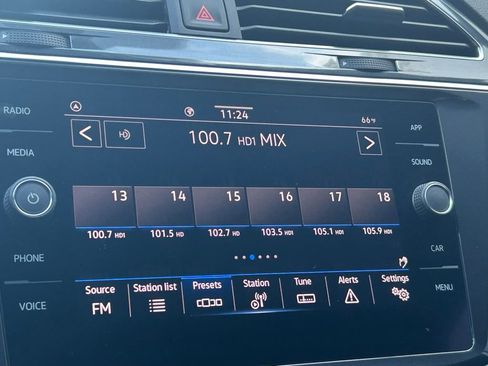 RADIO
MEDIA
PHONE
VOICE
11:24
66°F
HD
100.7 HD1 MIX
13 14 15 16 17 18
100.7 HD1 101.5 HD 102.7 HD 103.5 HD1 105.1 HD1 105.9 HD1
Source Station list Presets Station Tune Alerts Settings
FM
APP
SOUND
CAR
MENU